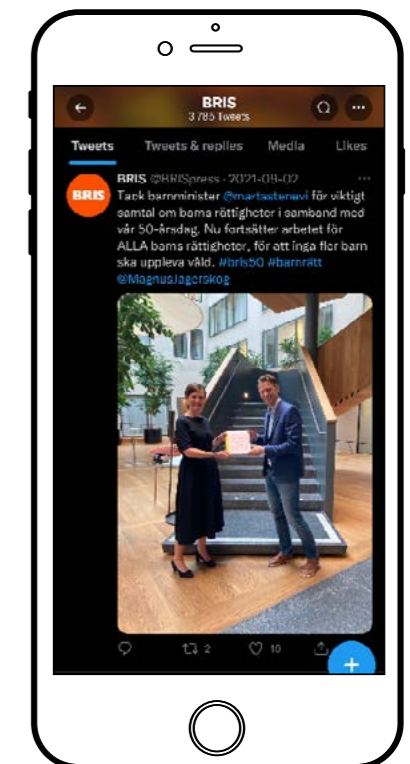 BRIS
3 785 Tweets
Tweets Tweets & replies Media Likes
BRIS @BRISpress · 2021-09-02
BRIS
Tack barnminister @martastenevi för viktigt
samtal om barns rättigheter i samband med
vår 50-årsdag. Nu fortsätter arbetet för
ALLA barns rättigheter, för att inga fler barn
ska uppleva våld. #bris50 #barnrätt
@MagnusJagerskog
2 10